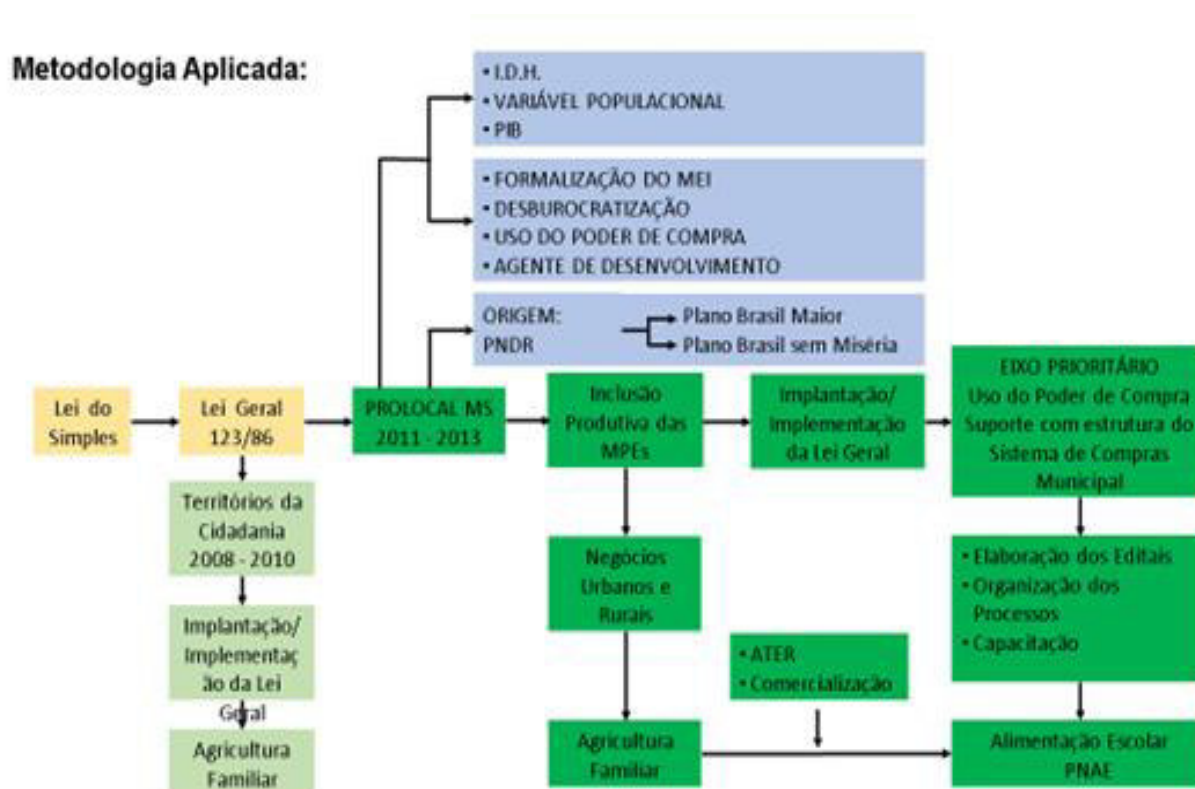 Metodologia Aplicada:
• I.D.H.
• VARIÁVEL POPULACIONAL
• PIB
• FORMALIZAÇÃO DO MEI
• DESBUROCRATIZAÇÃO
• USO DO PODER DE COMPRA
• AGENTE DE DESENVOLVIMENTO
ORIGEM:
PNDR
Plano Brasil Maior
Plano Brasil sem Miséria
Lei do
Simples
Lei Geral
123/86
PROLOCAL MS
2011 - 2013
Inclusão
Produtiva das
MPEs
Implantação/
Implementação
da Lei Geral
EIXO PRIORITÁRIO
Uso do Poder de Compra
Suporte com estrutura do
Sistema de Compras
Municipal
Territórios da
Cidadania
2008 - 2010
Implantação/
Implementaç
ão da Lei
Geral
Agricultura
Familiar
Negócios
Urbanos e
Rurais
Agricultura
Familiar
• ATER
• Comercialização
• Elaboração dos Editais
• Organização dos
Processos
• Capacitação
Alimentação Escolar
PNAE